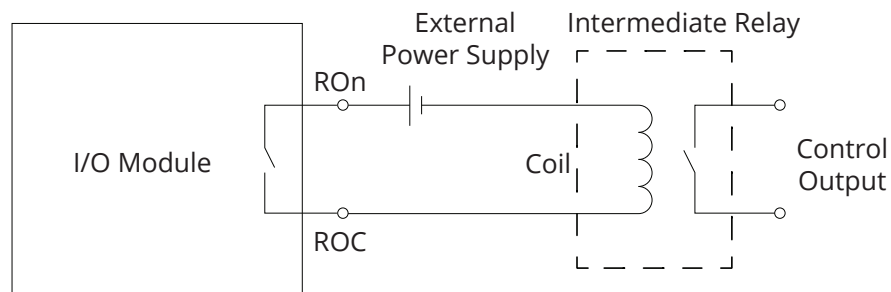 External
Power Supply
Intermediate Relay
ROn
I/O Module
Coil
Control
Output
ROC